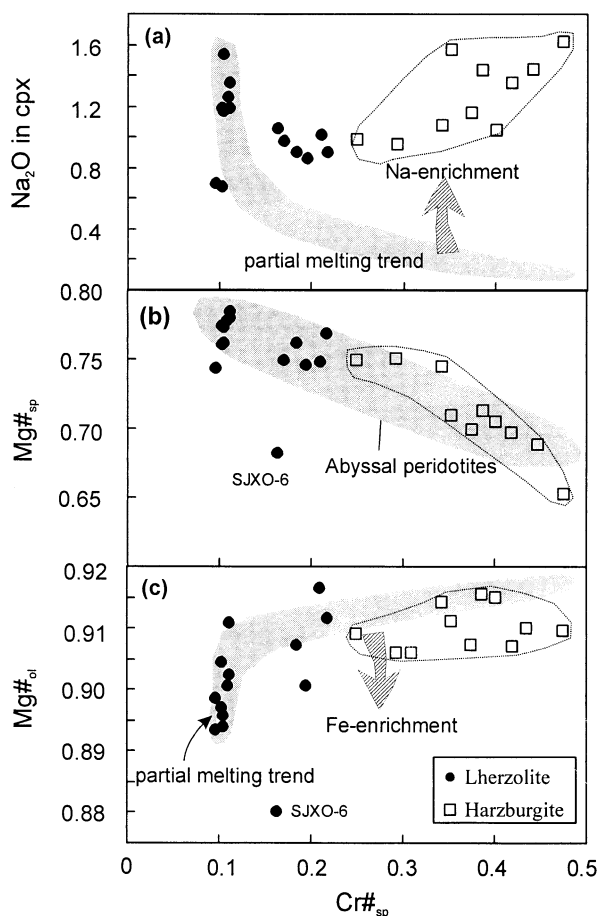 (a)
Na₂O in cpx
1.6
1.2
0.8
0.4
Na-enrichment
partial melting trend
0.80
(b)
Mg#sp
0.75
0.70
0.65
Abyssal peridotites
SJXO-6
0.92
(c)
Mg#ol
0.91
0.90
0.89
0.88
Fe-enrichment
partial melting trend
SJXO-6
Lherzolite
Harzburgite
0 0.1 0.2 0.3 0.4 0.5
Cr#sp